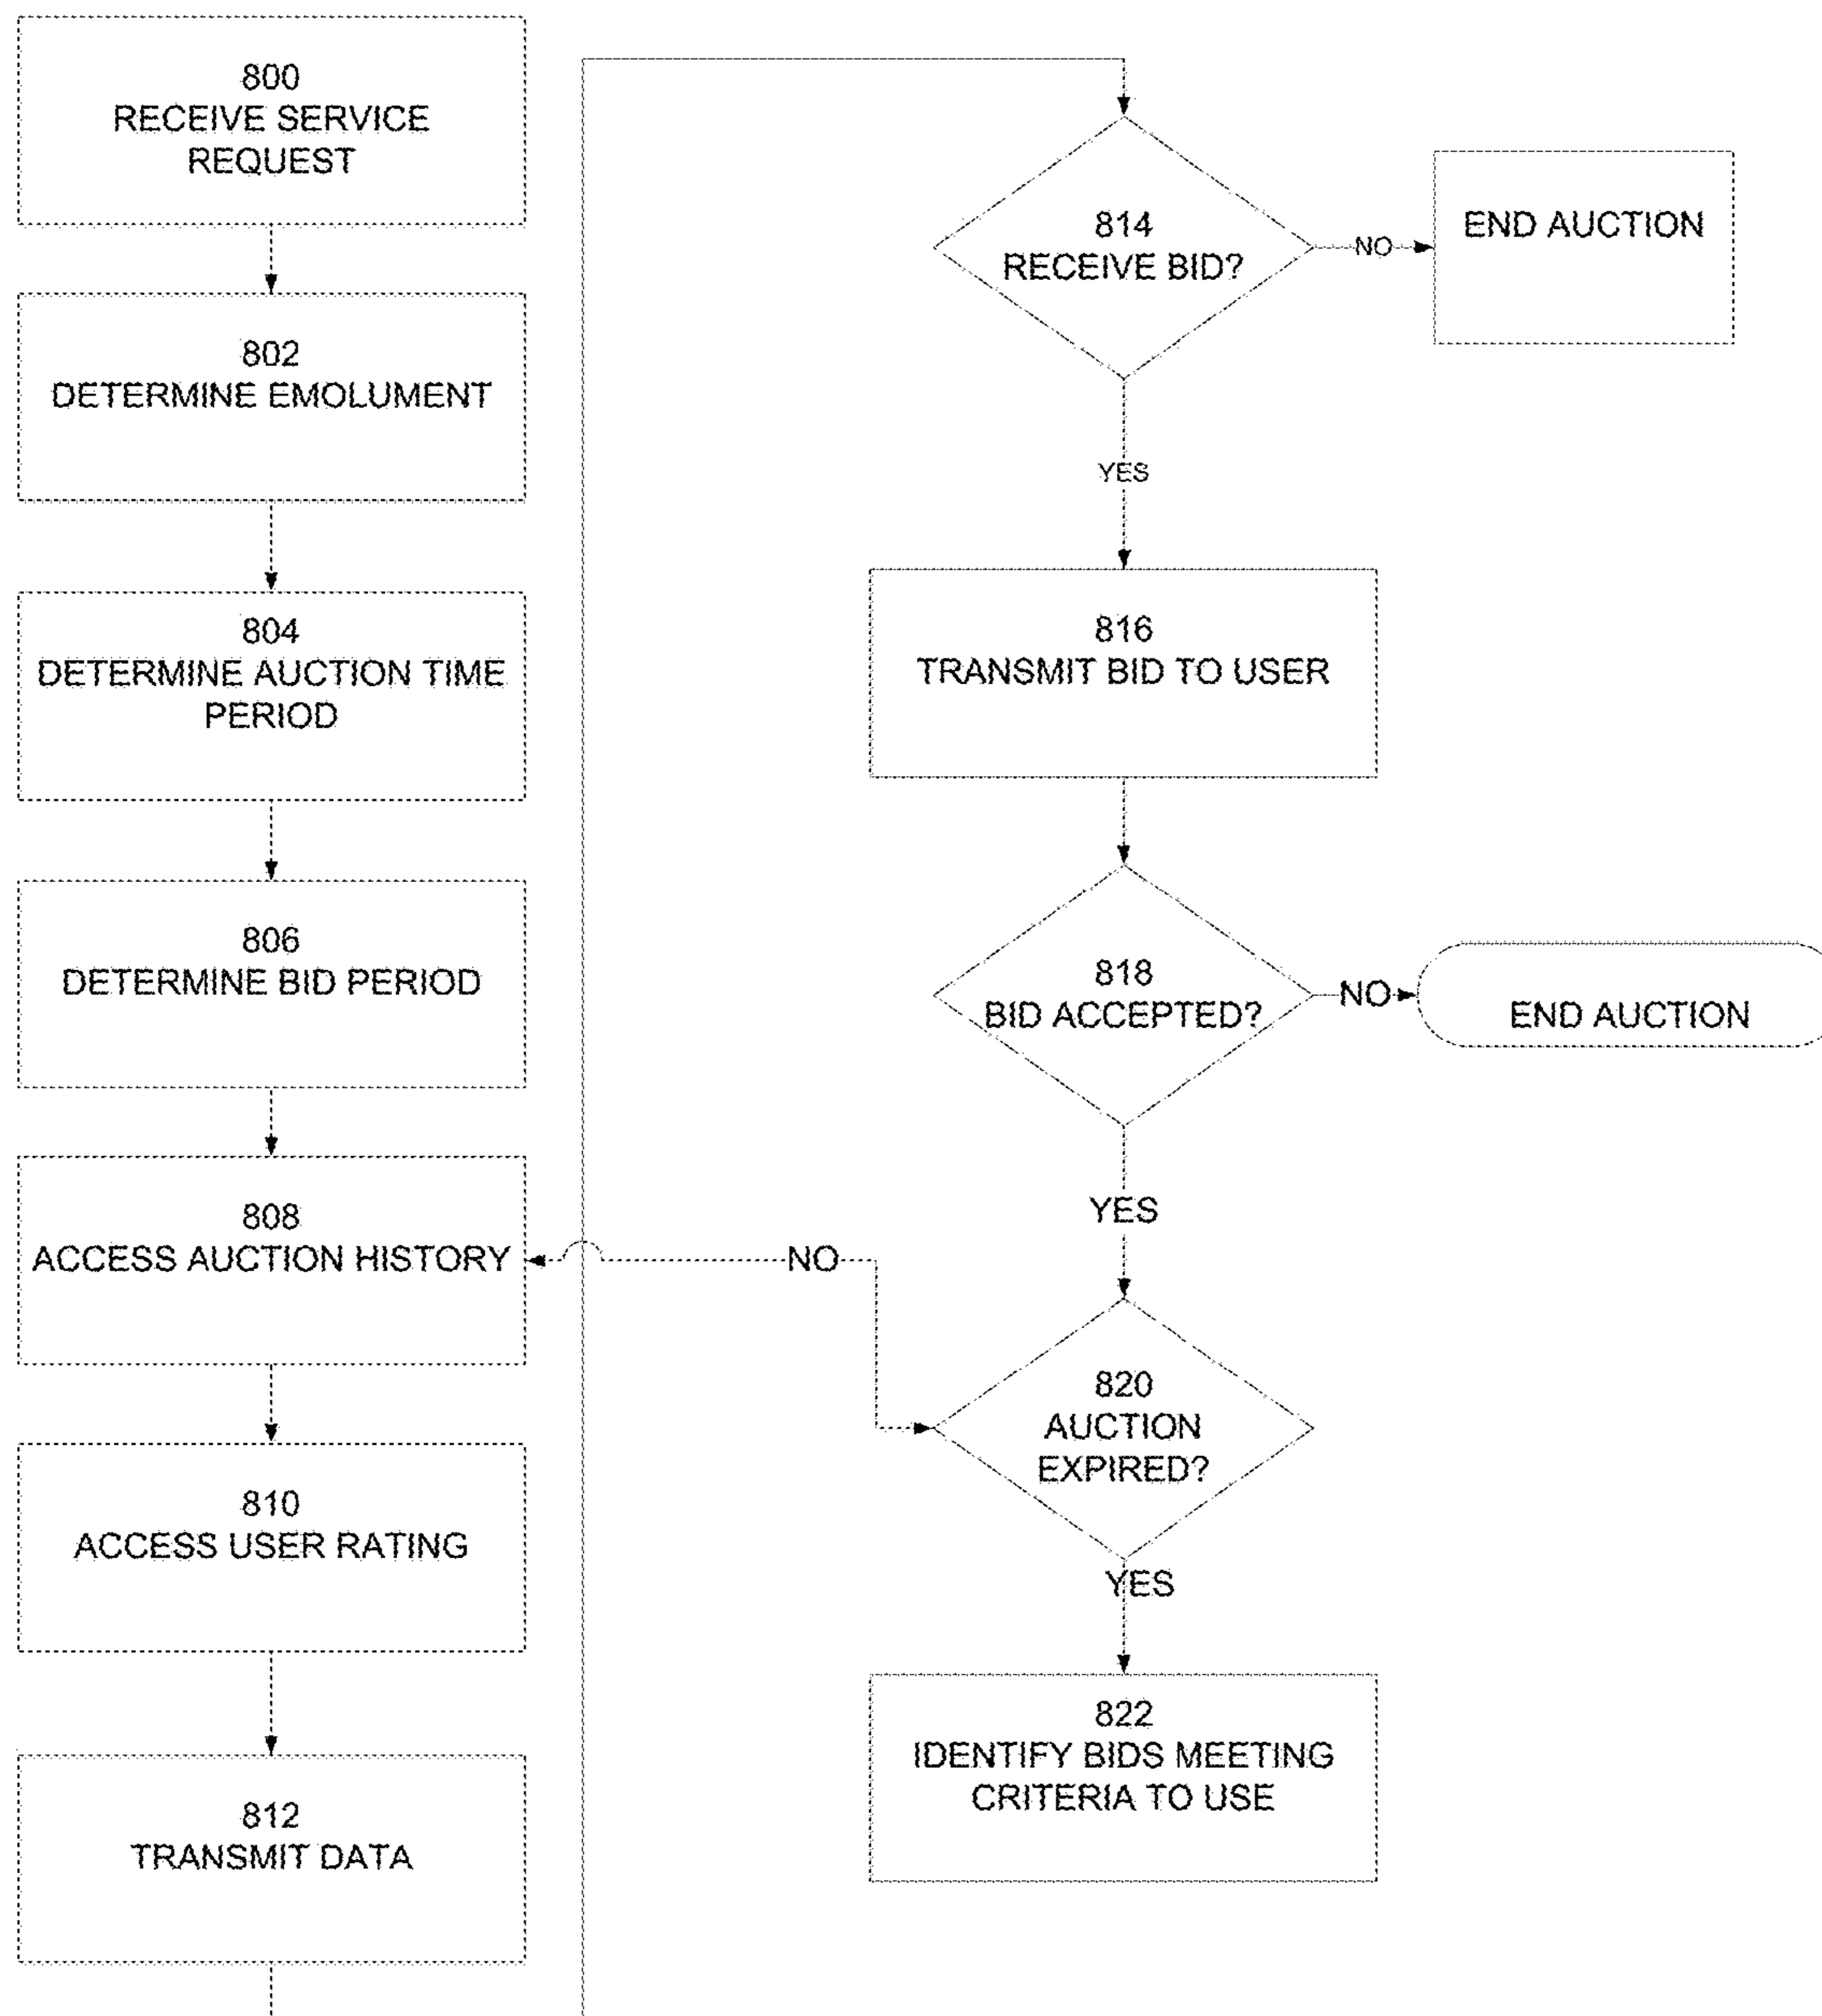 800
RECEIVE SERVICE
REQUEST
802
DETERMINE EMOLUMENT
804
DETERMINE AUCTION TIME
PERIOD
806
DETERMINE BID PERIOD
808
ACCESS AUCTION HISTORY
810
ACCESS USER RATING
812
TRANSMIT DATA
814
RECEIVE BID?
NO
END AUCTION
YES
816
TRANSMIT BID TO USER
818
BID ACCEPTED?
NO
END AUCTION
YES
NO
820
AUCTION
EXPIRED?
YES
822
IDENTIFY BIDS MEETING
CRITERIA TO USE